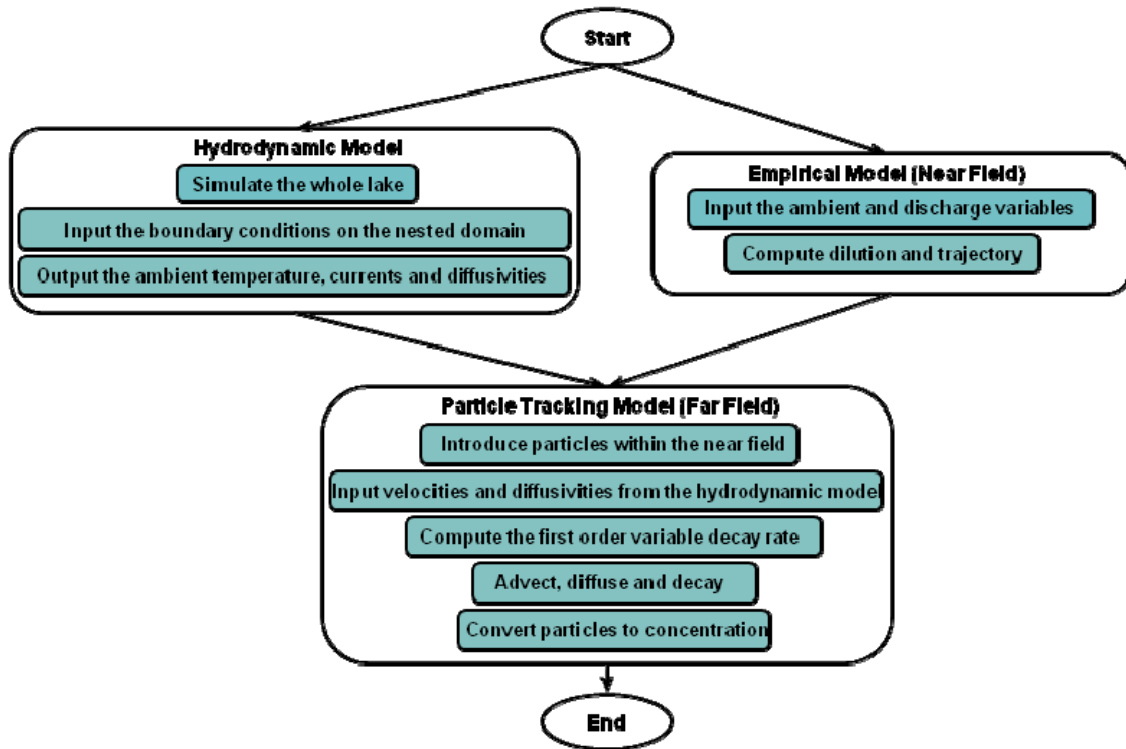 Start
Hydrodynamic Model
Simulate the whole lake
Input the boundary conditions on the nested domain
Output the ambient temperature, currents and diffusivities
Empirical Model (Near Field)
Input the ambient and discharge variables
Compute dilution and trajectory
Particle Tracking Model (Far Field)
Introduce particles within the near field
Input velocities and diffusivities from the hydrodynamic model
Compute the first order variable decay rate
Advect, diffuse and decay
Convert particles to concentration
End